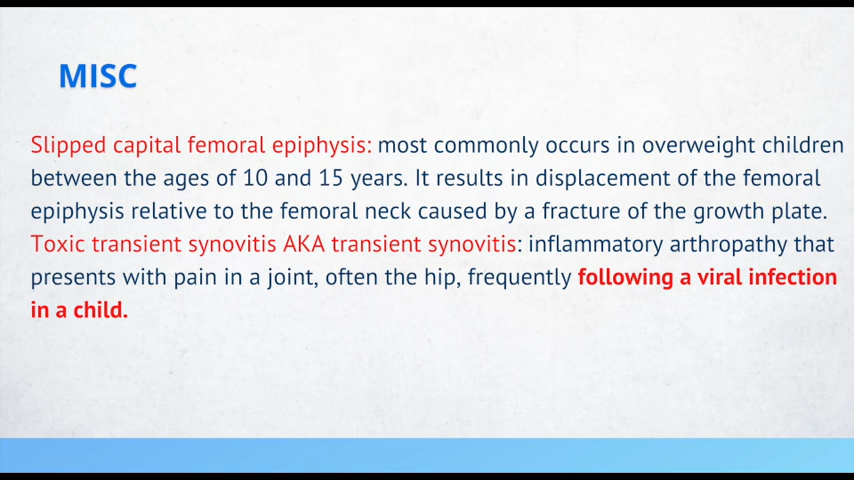 MISC
Slipped capital femoral epiphysis: most commonly occurs in overweight children
between the ages of 10 and 15 years. It results in displacement of the femoral
epiphysis relative to the femoral neck caused by a fracture of the growth plate.
Toxic transient synovitis AKA transient synovitis: inflammatory arthropathy that
presents with pain in a joint, often the hip, frequently following a viral infection
in a child.